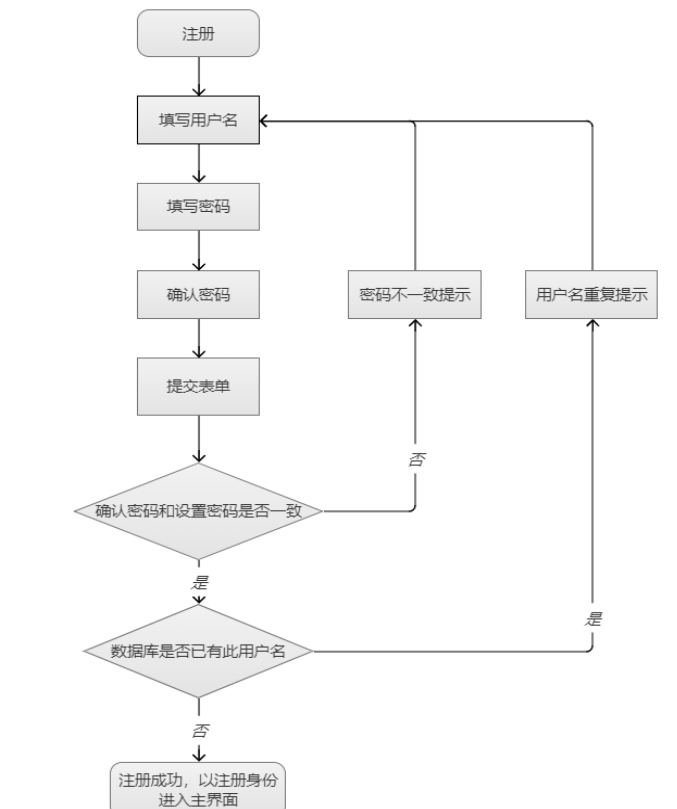 注册
填写用户名
填写密码
确认密码
密码不一致提示
用户名重复提示
提交表单
否
确认密码和设置密码是否一致
是
是
数据库是否已有此用户名
否
注册成功，以注册身份
进入主界面